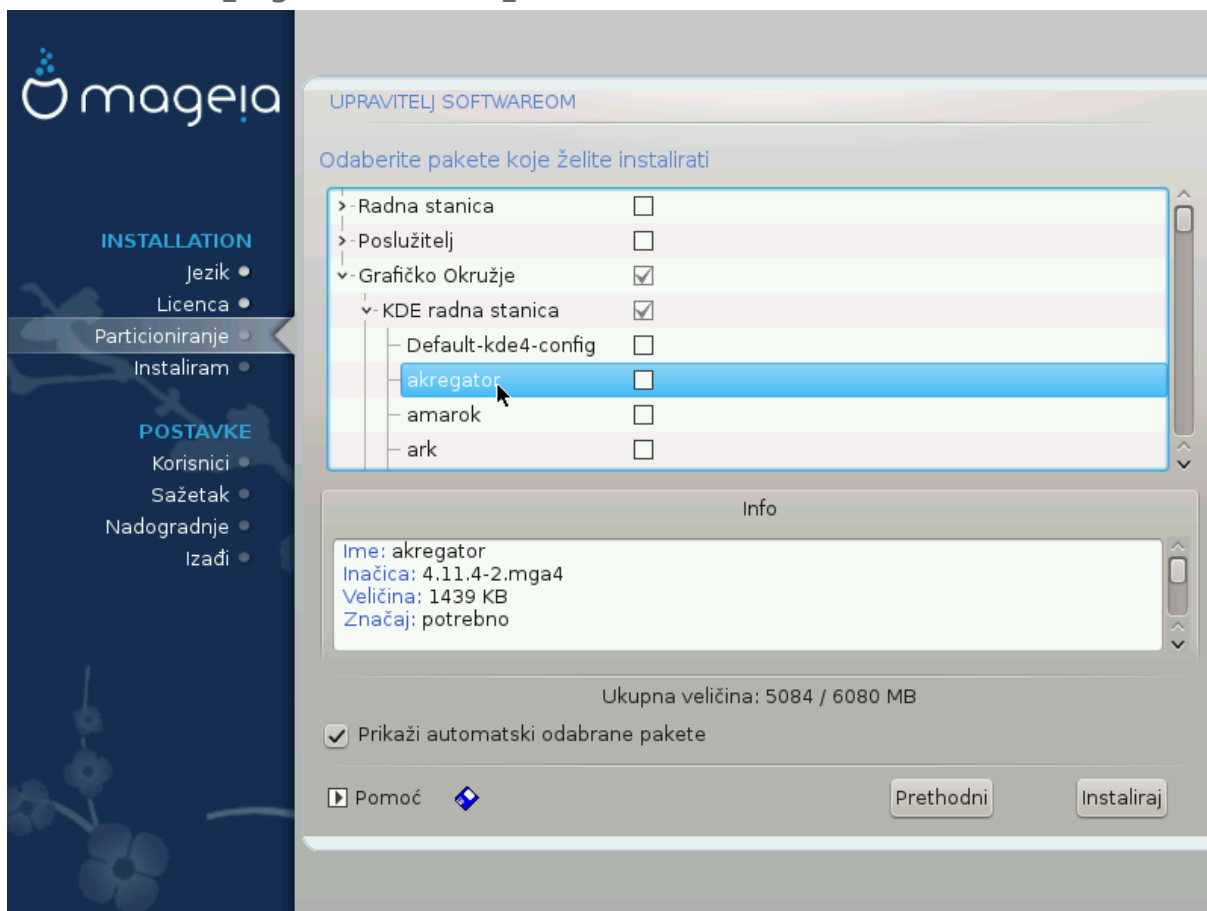 mageia
INSTALLATION
Jezik
Licenca
Particioniranje
Instaliram
POSTAVKE
Korisnici
Sažetak
Nadogradnje
Izađi
UPRAVITELJ SOFTWAREOM
Odaberite pakete koje želite instalirati
Radna stanica
Poslužitelj
Grafičko Okružje
KDE radna stanica
Default-kde4-config
akregator
amarok
ark
Info
Ime: akregator
Inačica: 4.11.4-2.mga4
Veličina: 1439 KB
Značaj: potrebno
Ukupna veličina: 5084 / 6080 MB
Prikaži automatski odabrane pakete
Pomoć
Prethodni
Instaliraj